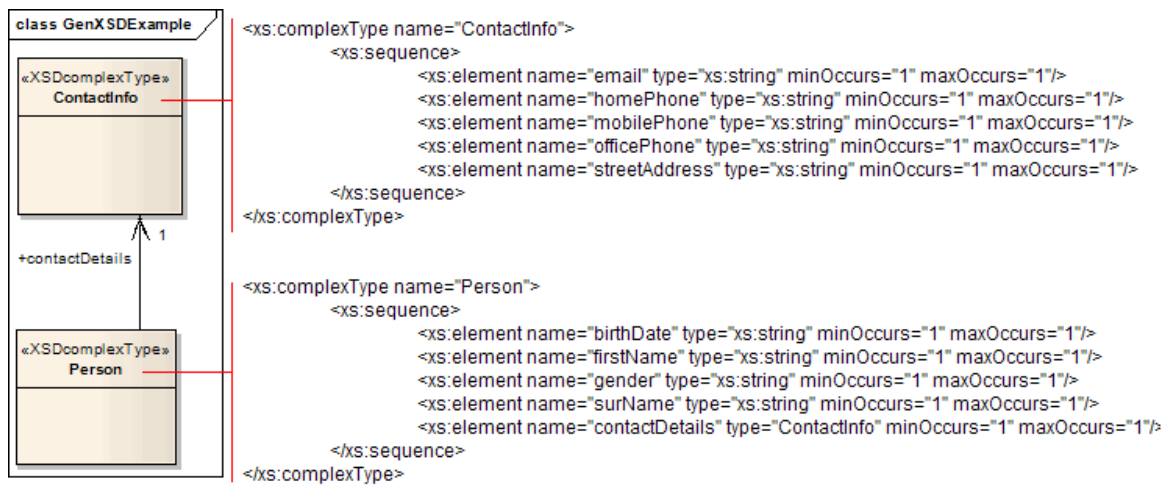 class GenXSDExample
«XSDcomplexType»
ContactInfo
1
+contactDetails
«XSDcomplexType»
Person
<xs:complexType name="ContactInfo">
<xs:sequence>
<xs:element name="email" type="xs:string" minOccurs="1" maxOccurs="1"/>
<xs:element name="homePhone" type="xs:string" minOccurs="1" maxOccurs="1"/>
<xs:element name="mobilePhone" type="xs:string" minOccurs="1" maxOccurs="1"/>
<xs:element name="officePhone" type="xs:string" minOccurs="1" maxOccurs="1"/>
<xs:element name="streetAddress" type="xs:string" minOccurs="1" maxOccurs="1"/>
</xs:sequence>
</xs:complexType>
<xs:complexType name="Person">
<xs:sequence>
<xs:element name="birthDate" type="xs:string" minOccurs="1" maxOccurs="1"/>
<xs:element name="firstName" type="xs:string" minOccurs="1" maxOccurs="1"/>
<xs:element name="gender" type="xs:string" minOccurs="1" maxOccurs="1"/>
<xs:element name="surName" type="xs:string" minOccurs="1" maxOccurs="1"/>
<xs:element name="contactDetails" type="ContactInfo" minOccurs="1" maxOccurs="1"/>
</xs:sequence>
</xs:complexType>